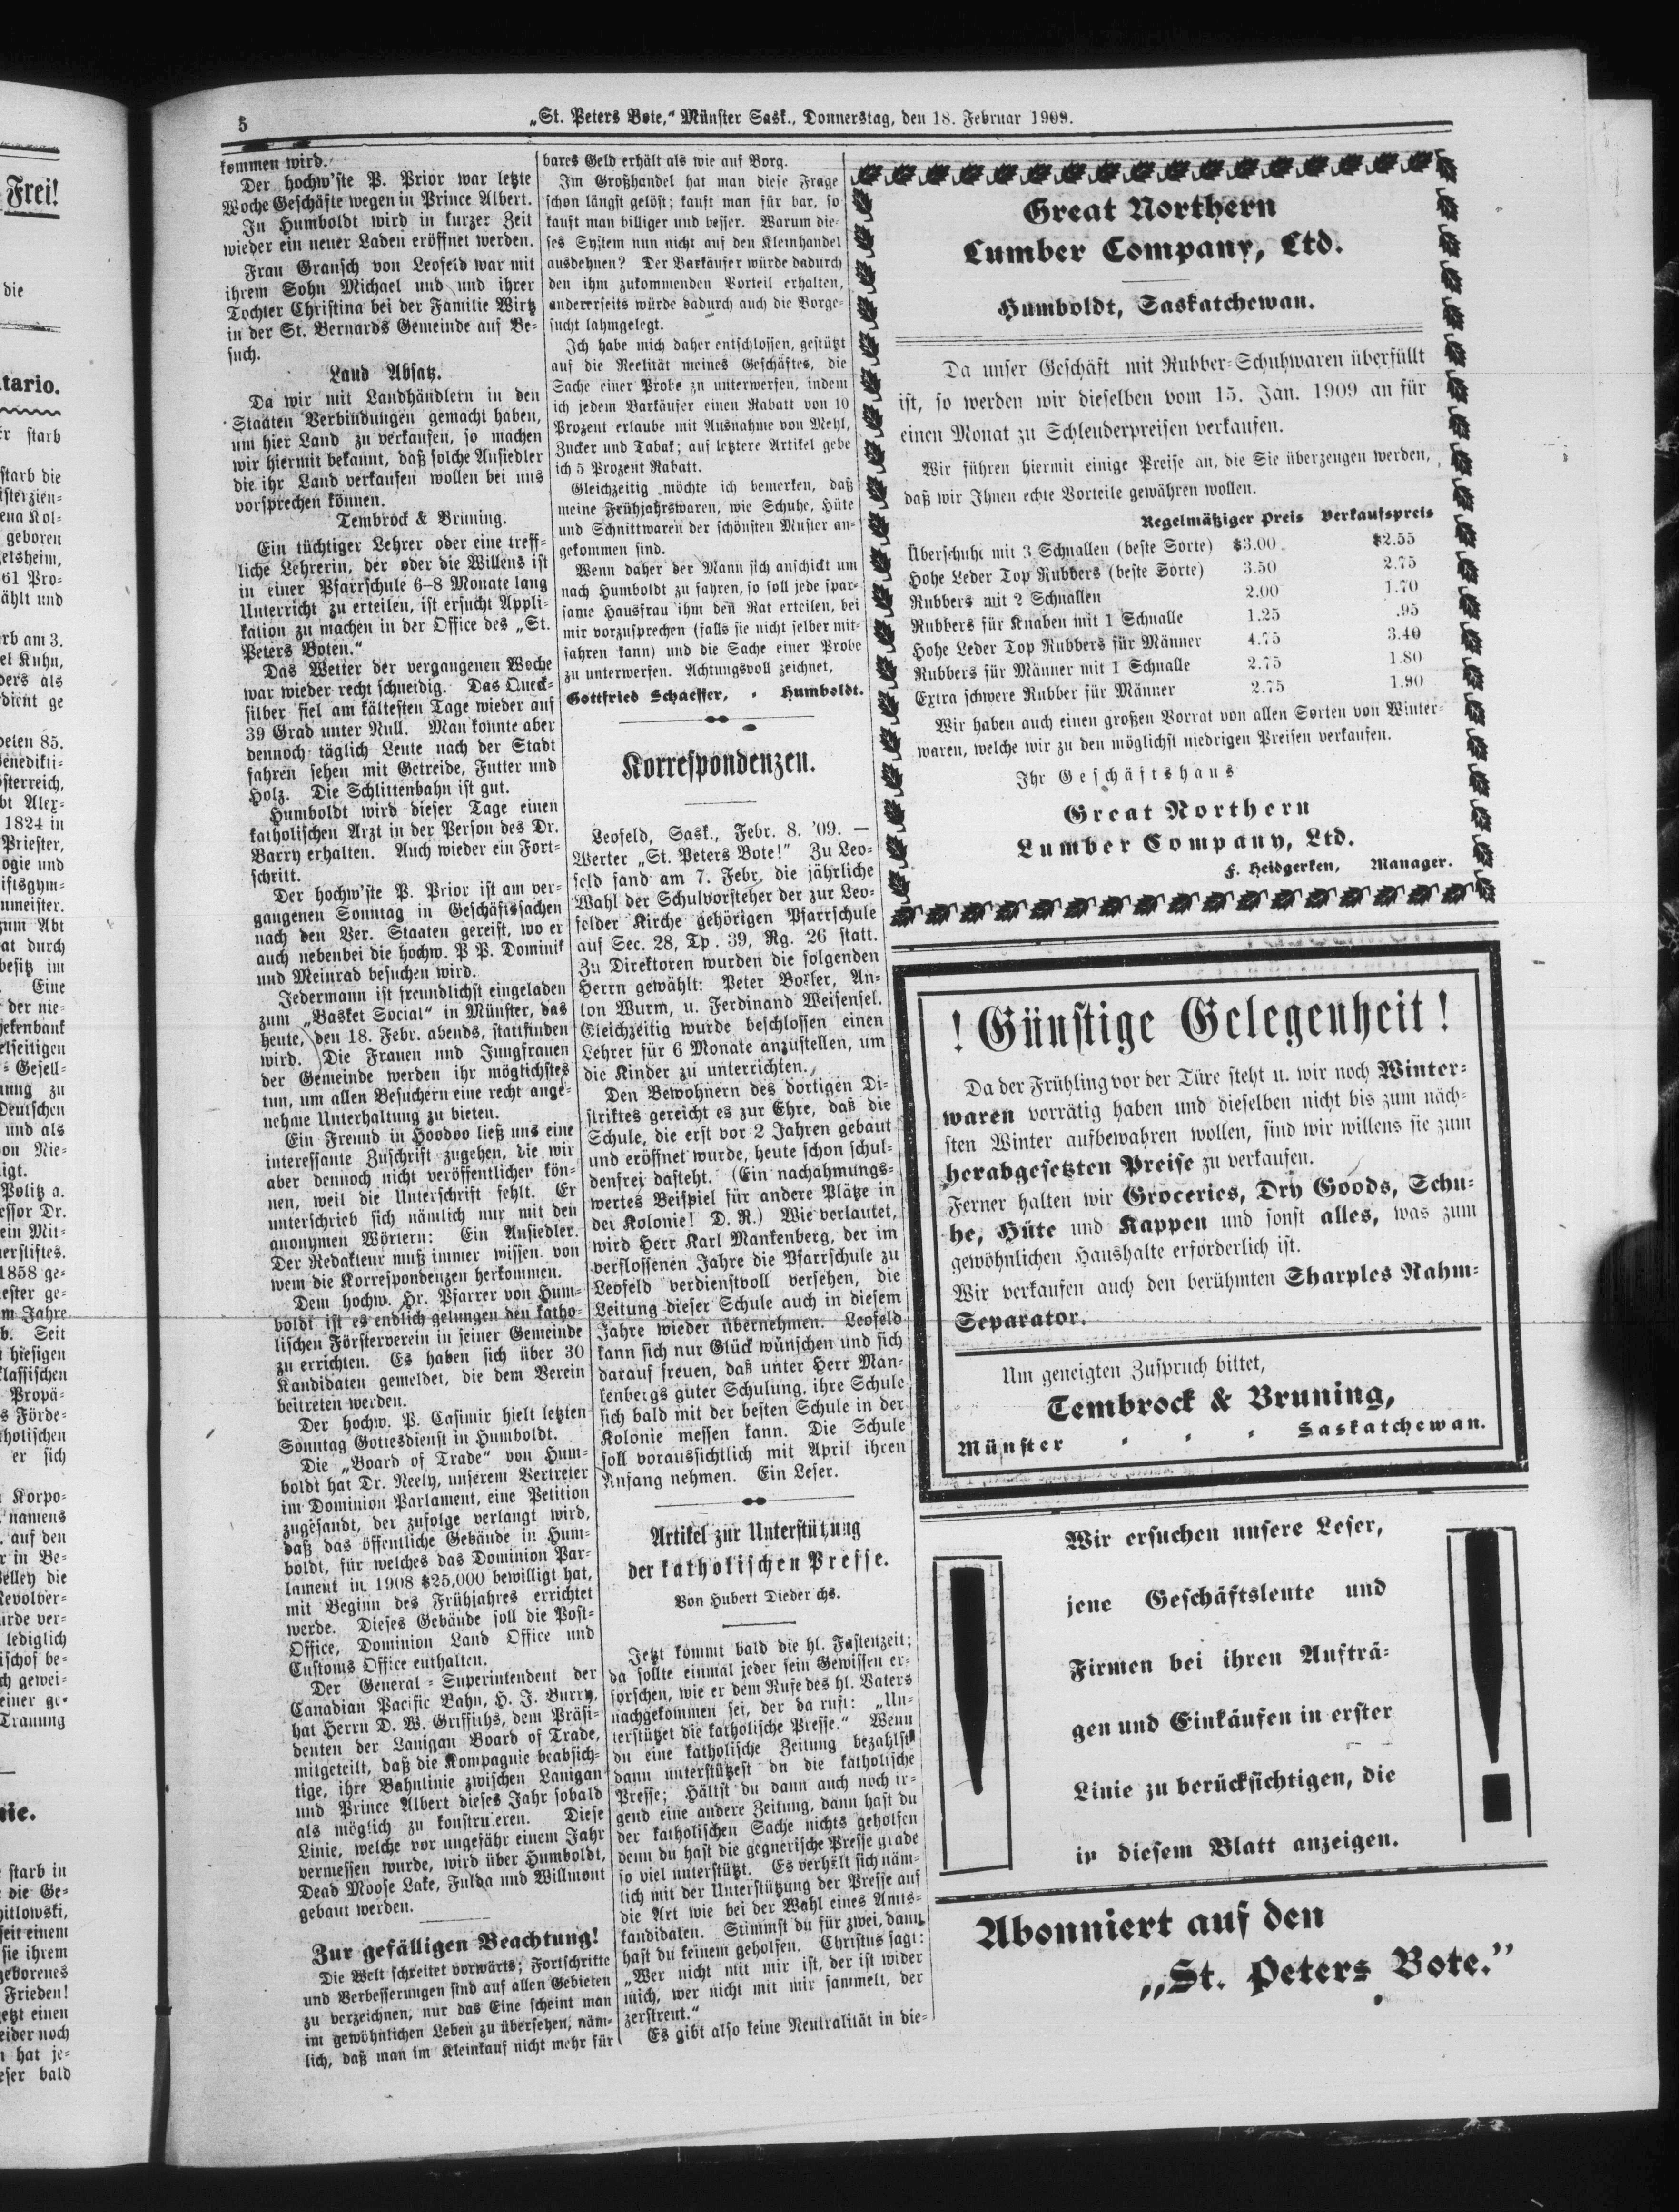 5
„St. Peters Bote,“ Münster Sask., Donnerstag, den 18. Februar 1909.
kommen wird.
Der hochw’ste P. Prior war letzte
Woche Geschäfte wegen in Prince Albert.
In Humboldt wird in kurzer Zeit
wieder ein neuer Laden eröffnet werden.
Frau Gransch von Leofeld war mit
ihrem Sohn Michael und und ihrer
Tochter Christina bei der Familie Wirtz
in der St. Bernards Gemeinde auf Be-
such.
Land Absatz.
Da wir mit Landhändlern in den
Staaten Verbindungen gemacht haben,
um hier Land zu verkaufen, so machen
wir hiermit bekannt, daß solche Ansiedler
die ihr Land verkaufen wollen bei uns
vorsprechen können.
Tembrock & Bruning.
Ein tüchtiger Lehrer oder eine treff-
liche Lehrerin, der oder die Willens ist
in einer Pfarrschule 6–8 Monate lang
Unterricht zu erteilen, ist ersucht Appli-
kation zu machen in der Office des „St.
Peters Boten.“
Das Wetter der vergangenen Woche
war wieder recht schneidig. Das Queck-
silber fiel am kältesten Tage wieder auf
39 Grad unter Null. Man konnte aber
dennoch täglich Leute nach der Stadt
fahren sehen mit Getreide, Futter und
Holz. Die Schlittenbahn ist gut.
Humboldt wird dieser Tage einen
katholischen Arzt in der Person des Dr.
Barry erhalten. Auch wieder ein Fort-
schritt.
Der hochw’ste P. Prior ist am ver-
gangenen Sonntag in Geschäftssachen
nach den Ver. Staaten gereist, wo er
auch nebenbei die hochw. P P. Dominik
und Meinrad besuchen wird.
Jedermann ist freundlichst eingeladen
zum „Basket Social“ in Münster, das
heute, den 18. Febr. abends, stattfinden
wird. Die Frauen und Jungfrauen
der Gemeinde werden ihr möglichstes
tun, um allen Besuchern eine recht ange-
nehme Unterhaltung zu bieten.
Ein Freund in Hoodoo ließ uns eine
interessante Zuschrift zugehen, die wir
aber dennoch nicht veröffentlicher kön-
nen, weil die Unterschrift fehlt. Er
unterschrieb sich nämlich nur mit den
anonymen Wörtern: Ein Ansiedler.
Der Redakteur muß immer wissen von
wem die Korrespondenzen herkommen.
Dem hochw. Hr. Pfarrer von Hum-
boldt ist es endlich gelungen den katho-
lischen Försterverein in seiner Gemeinde
zu errichten. Es haben sich über 30
Kandidaten gemeldet, die dem Verein
beitreten werden.
Der hochw. P. Casimir hielt letzten
Sonntag Gottesdienst in Humboldt.
Die „Board of Trade“ von Hum-
boldt hat Dr. Neely, unserem Vertreter
im Dominion Parlament, eine Petition
zugesandt, der zufolge verlangt wird,
daß das öffentliche Gebäude in Hum-
boldt, für welches das Dominion Par-
lament in 1908 $25,000 bewilligt hat,
mit Beginn des Frühjahres errichtet
werde. Dieses Gebäude soll die Post-
Office, Dominion Land Office und
Customs Office enthalten.
Der General-Superintendent der
Canadian Pacific Bahn, H. J. Burry,
hat Herrn D. W. Griffiths, dem Präsi-
denten der Lanigan Board of Trade,
mitgeteilt, daß die Kompagnie beabsich-
tige, ihre Bahnlinie zwischen Lanigan
und Prince Albert dieses Jahr sobald
als möglich zu konstruieren. Diese
Linie, welche vor ungefähr einem Jahr
vermessen wurde, wird über Humboldt,
Dead Moose Lake, Fulda und Willmont
gebaut werden.
Zur gefälligen Beachtung!
Die Welt schreitet vorwärts; Fortschritte
und Verbesserungen sind auf allen Gebieten
zu verzeichnen, nur das Eine scheint man
im gewöhnlichen Leben zu übersehen, näm-
lich, daß man im Kleinkauf nicht mehr für
bares Geld erhält als wie auf Borg.
Im Großhandel hat man diese Frage
schon längst gelöst; kauft man für bar, so
kauft man billiger und besser. Warum die-
ses System nun nicht auf den Kleinhandel
ausdehnen? Der Barkäufer würde dadurch
den ihm zukommenden Vorteil erhalten,
andererseits würde dadurch auch die Borge-
sucht lahmgelegt.
Ich habe mich daher entschlossen, gestützt
auf die Reelität meines Geschäftes, die
Sache einer Probe zu unterwerfen, indem
ich jedem Barkäufer einen Rabatt von 10
Prozent erlaube mit Ausnahme von Mehl,
Zucker und Tabak; auf letztere Artikel gebe
ich 5 Prozent Rabatt.
Gleichzeitig möchte ich bemerken, daß
meine Frühjahrswaren, wie Schuhe, Hüte
und Schnittwaren der schönsten Muster an-
gekommen sind.
Wenn daher der Mann sich anschickt um
nach Humboldt zu fahren, so soll jede spar-
same Hausfrau ihm den Rat erteilen, bei
mir vorzusprechen (falls sie nicht selber mit-
fahren kann) und die Sache einer Probe
zu unterwerfen. Achtungsvoll zeichnet,
Gottfried Schaeffer, - Humboldt.
Korrespondenzen.
Leofeld, Sask., Febr. 8. ’09. —
Werter „St. Peters Bote!“ Zu Leo-
feld fand am 7. Febr. die jährliche
Wahl der Schulvorsteher der zur Leo-
felder Kirche gehörigen Pfarrschule
auf Sec. 28, Tp. 39, Rg. 26 statt.
Zu Direktoren wurden die folgenden
Herrn gewählt: Peter Borker, An-
ton Wurm, u. Ferdinand Weisensel.
Gleichzeitig wurde beschlossen einen
Lehrer für 6 Monate anzustellen, um
die Kinder zu unterrichten.
Den Bewohnern des dortigen Di-
striktes gereicht es zur Ehre, daß die
Schule, die erst vor 2 Jahren gebaut
und eröffnet wurde, heute schon schul-
denfrei dasteht. (Ein nachahmungs-
wertes Beispiel für andere Plätze in
dei Kolonie! D. R.) Wie verlautet,
wird Herr Karl Mankenberg, der im
verflossenen Jahre die Pfarrschule zu
Leofeld verdienstvoll versehen, die
Leitung dieser Schule auch in diesem
Jahre wieder übernehmen. Leofeld
kann sich nur Glück wünschen und sich
darauf freuen, daß unter Herr Man-
kenbergs guter Schulung, ihre Schule
sich bald mit der besten Schule in der
Kolonie messen kann. Die Schule
soll voraussichtlich mit April ihren
Anfang nehmen. Ein Leser.
Artikel zur Unterstützung
der katholischen Presse.
Von Hubert Dieder chs.
Jetzt kommt bald die hl. Fastenzeit;
da sollte einmal jeder sein Gewissen er-
forschen, wie er dem Rufe des hl. Vaters
nachgekommen sei, der da ruft: „Un-
terstützet die katholische Presse.“ Wenn
du eine katholische Zeitung bezahlst
dann unterstützest du die katholische
Presse; Hältst du dann auch noch ir-
gend eine andere Zeitung, dann hast du
der katholischen Sache nichts geholfen
denn du hast die gegnerische Presse grade
so viel unterstützt. Es verhält sich näm-
lich mit der Unterstützung der Presse auf
die Art wie bei der Wahl eines Amts-
kandidaten. Stimmst du für zwei, dann
hast du keinem geholfen. Christus sagt:
„Wer nicht mit mir ist, der ist wider
mich, wer nicht mit mir sammelt, der
zerstreut.“
Es gibt also keine Neutralität in die-
Great Northern
Lumber Company, Ltd.
Humboldt, Saskatchewan.
Da unser Geschäft mit Rubber-Schuhwaren überfüllt
ist, so werden wir dieselben vom 15. Jan. 1909 an für
einen Monat zu Schleuderpreisen verkaufen.
Wir führen hiermit einige Preise an, die Sie überzeugen werden,
daß wir Ihnen echte Vorteile gewähren wollen.
Regelmäßiger Preis Verkaufspreis
Überschuhe mit 3 Schnallen (beste Sorte) $3.00 $2.55
Hohe Leder Top Rubbers (beste Sorte) 3.50 2.75
Rubbers mit 2 Schnallen 2.00 1.70
Rubbers für Knaben mit 1 Schnalle 1.25 .95
Hohe Leder Top Rubbers für Männer 4.75 3.40
Rubbers für Männer mit 1 Schnalle 2.75 1.80
Extra schwere Rubber für Männer 2.75 1.90
Wir haben auch einen großen Vorrat von allen Sorten von Winter-
waren, welche wir zu den möglichst niedrigen Preisen verkaufen.
Ihr Geschäftshaus
Great Northern
Lumber Company, Ltd.
F. Heidgerken, Manager.
! Günstige Gelegenheit !
Da der Frühling vor der Türe steht u. wir noch Winter-
waren vorrätig haben und dieselben nicht bis zum näch-
sten Winter aufbewahren wollen, sind wir willens sie zum
herabgesetzten Preise zu verkaufen.
Ferner halten wir Groceries, Dry Goods, Schu-
he, Hüte und Kappen und sonst alles, was zum
gewöhnlichen Haushalte erforderlich ist.
Wir verkaufen auch den berühmten Sharples Rahm-
Separator.
Um geneigten Zuspruch bittet,
Tembrock & Bruning,
Münster - - - Saskatchewan.
Wir ersuchen unsere Leser,
jene Geschäftsleute und
Firmen bei ihren Aufträ-
gen und Einkäufen in erster
Linie zu berücksichtigen, die
in diesem Blatt anzeigen.
!
Abonniert auf den
„St. Peters Bote.”